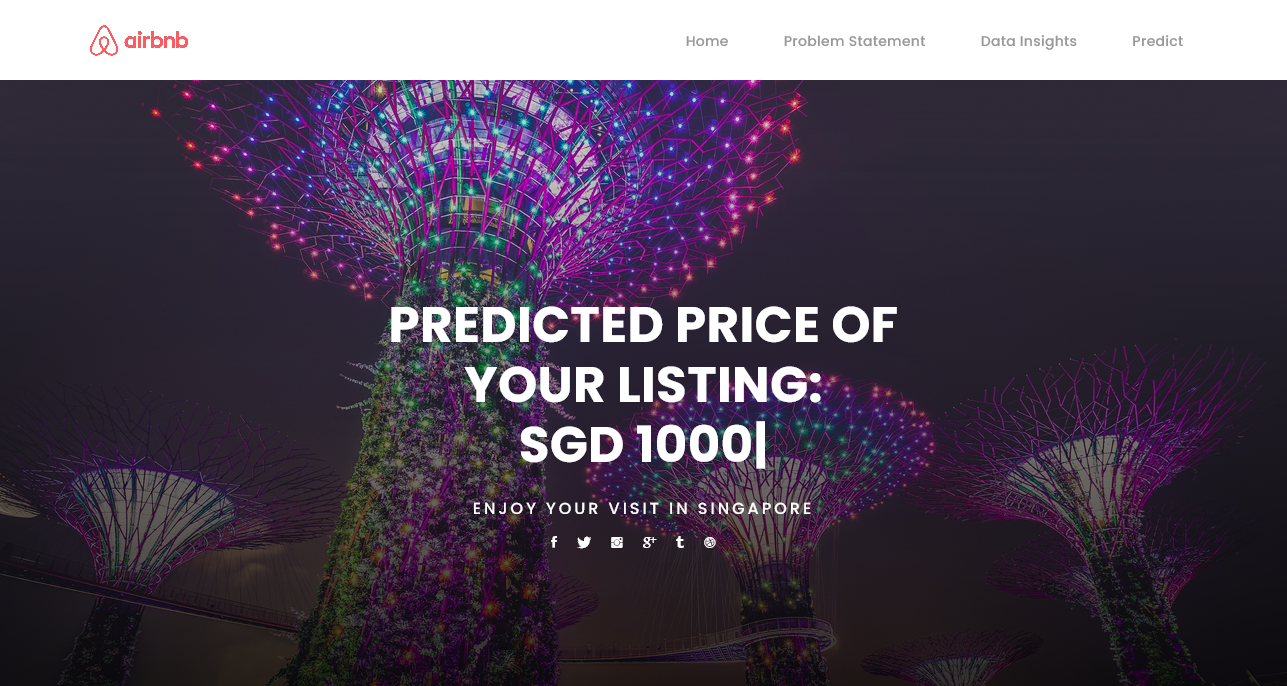 airbnb
Home Problem Statement Data Insights Predict
PREDICTED PRICE OF
YOUR LISTING:
SGD 1000|
ENJOY YOUR VISIT IN SINGAPORE